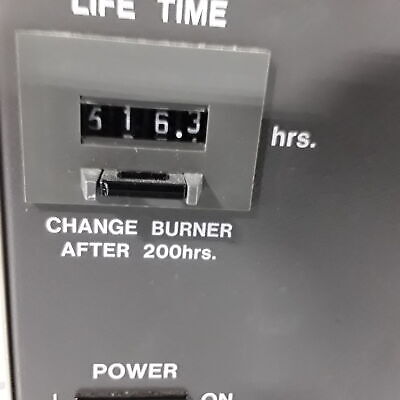 LIFE TIME
516.3
hrs.
CHANGE BURNER
AFTER 200hrs.
POWER
ON